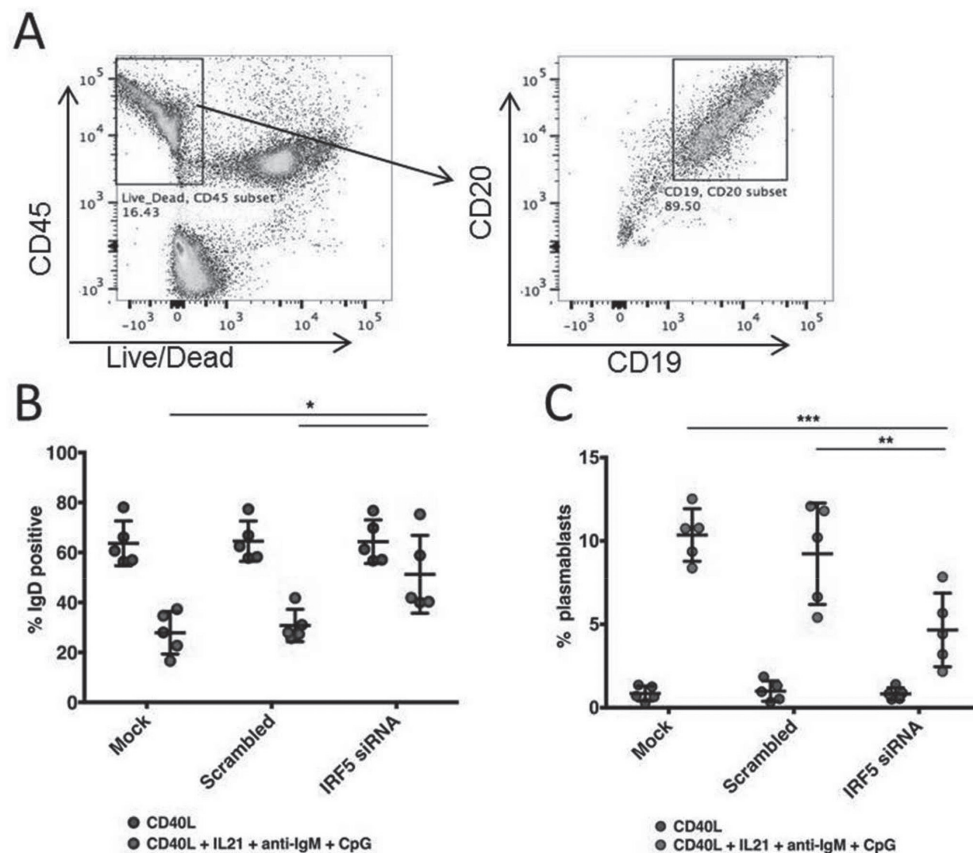 A
CD45
10^5
10^4
10^3
-10^3
Live_Dead, CD45 subset
16.43
-10^3 0 10^3 10^4 10^5
Live/Dead
CD20
10^5
10^4
10^3
-10^3
CD19, CD20 subset
89.50
-10^3 0 10^3 10^4 10^5
CD19
B
*
% IgD positive
100
80
60
40
20
0
Mock
Scrambled
IRF5 siRNA
CD40L
CD40L + IL21 + anti-IgM + CpG
C
***
**
% plasmablasts
15
10
5
0
Mock
Scrambled
IRF5 siRNA
CD40L
CD40L + IL21 + anti-IgM + CpG